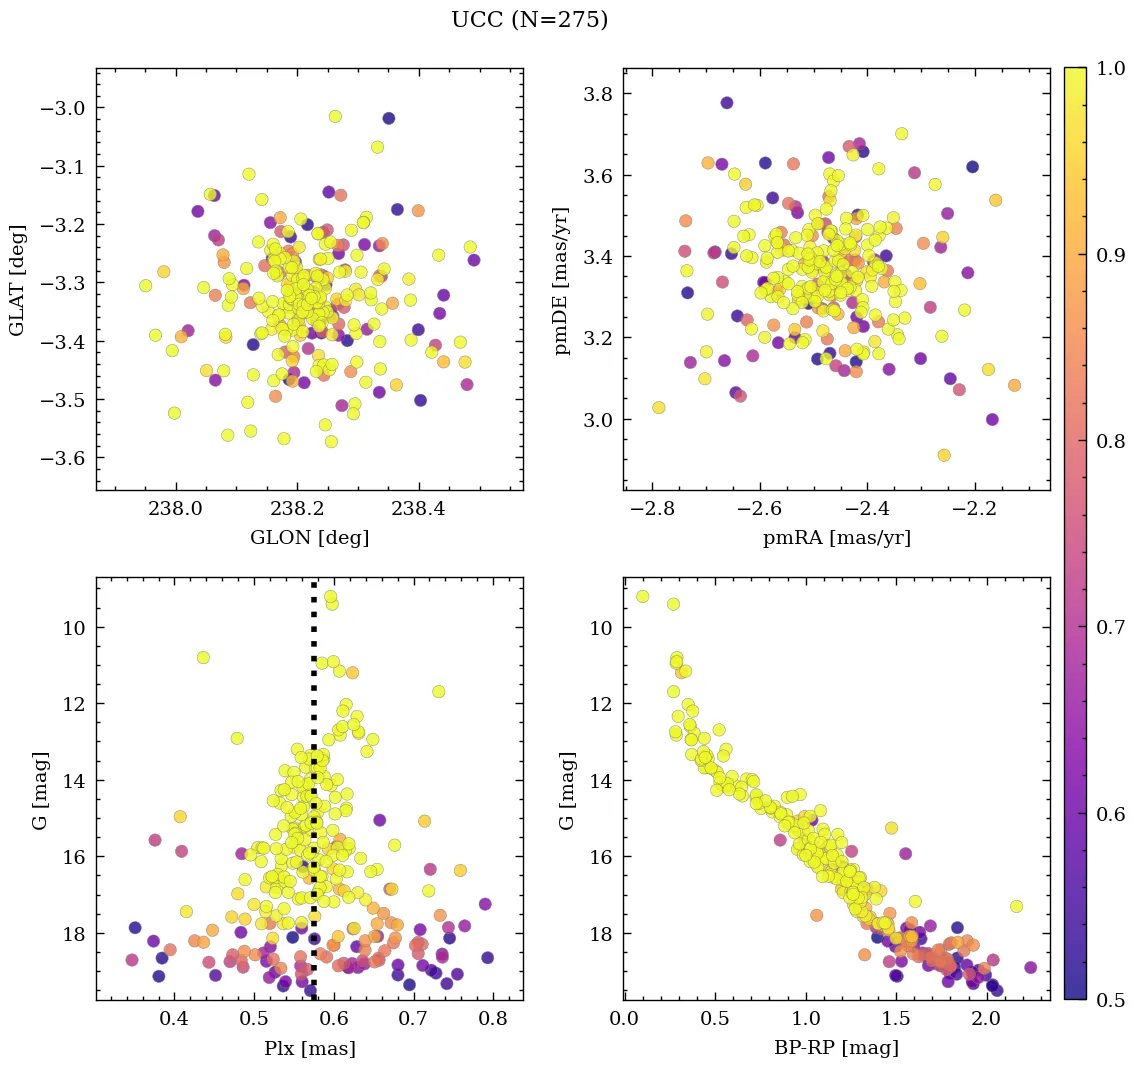 UCC (N=275)
−3.0
−3.1
−3.2
−3.3
−3.4
−3.5
−3.6
GLAT [deg]
238.0 238.2 238.4
GLON [deg]
3.8
3.6
3.4
3.2
3.0
pmDE [mas/yr]
−2.8 −2.6 −2.4 −2.2
pmRA [mas/yr]
1.0
0.9
0.8
0.7
0.6
0.5
10
12
14
16
18
G [mag]
0.4 0.5 0.6 0.7 0.8
Plx [mas]
10
12
14
16
18
G [mag]
0.0 0.5 1.0 1.5 2.0
BP-RP [mag]